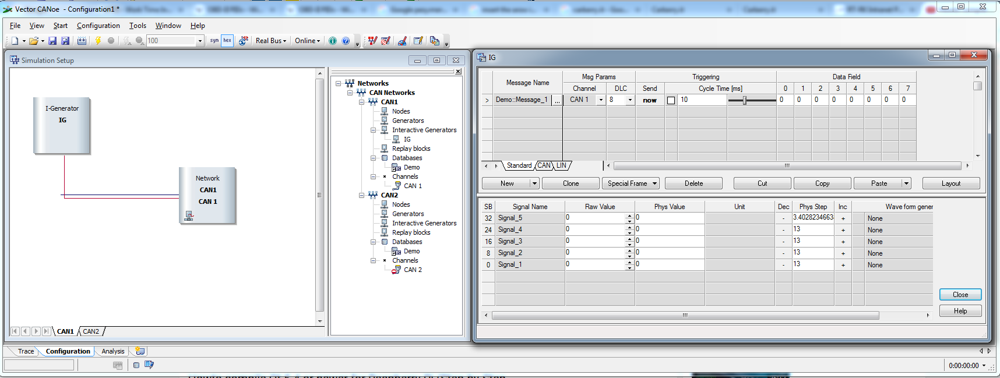 Vector CANoe - Configuration1 *
File View Start Configuration Tools Window Help
100 sym hex Real Bus Online
Simulation Setup
I-Generator
IG
Network
CAN1
CAN 1
CAN1 CAN2
Networks
CAN Networks
CAN1
Nodes
Generators
Interactive Generators
IG
Replay blocks
Databases
Demo
Channels
CAN 1
CAN2
Nodes
Generators
Interactive Generators
Replay blocks
Databases
Demo
Channels
CAN 2
IG
Message Name Msg Params Triggering Data Field
Channel DLC Send Cycle Time [ms] 0 1 2 3 4 5 6 7
> Demo::Message_1 ... CAN 1 8 now 10 0 0 0 0 0 0 0 0
Standard CAN LIN
New Clone Special Frame Delete Cut Copy Paste Layout
SB Signal Name Raw Value Phys Value Unit Dec Phys Step Inc Wave form gener
32 Signal_5 0 0 - 3.402823466 + None
24 Signal_4 0 0 - 13 + None
16 Signal_3 0 0 - 13 + None
8 Signal_2 0 0 - 13 + None
0 Signal_1 0 0 - 13 + None
Close
Help
Trace Configuration Analysis
0:00:00:00